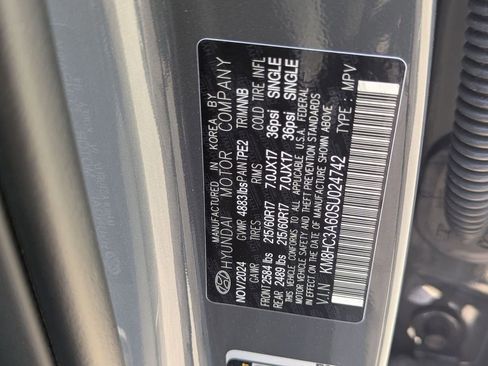 MANUFACTURED IN KOREA BY
HYUNDAI MOTOR COMPANY
NOV/2024 GVWR 4883lbs PAINT TPE2 TRIM NNB
GAWR TIRES RIMS COLD TIRE INFL
FRONT 2584 lbs 215/60R17 7.0JX17 36psi SINGLE
REAR 2489 lbs 215/60R17 7.0JX17 36psi SINGLE
THIS VEHICLE CONFORMS TO ALL APPLICABLE U.S.A. FEDERAL
MOTOR VEHICLE SAFETY AND THEFT PREVENTION STANDARDS
IN EFFECT ON THE DATE OF MANUFACTURE SHOWN ABOVE
V.I.N KM8HC3A60SU024742 TYPE : MPV